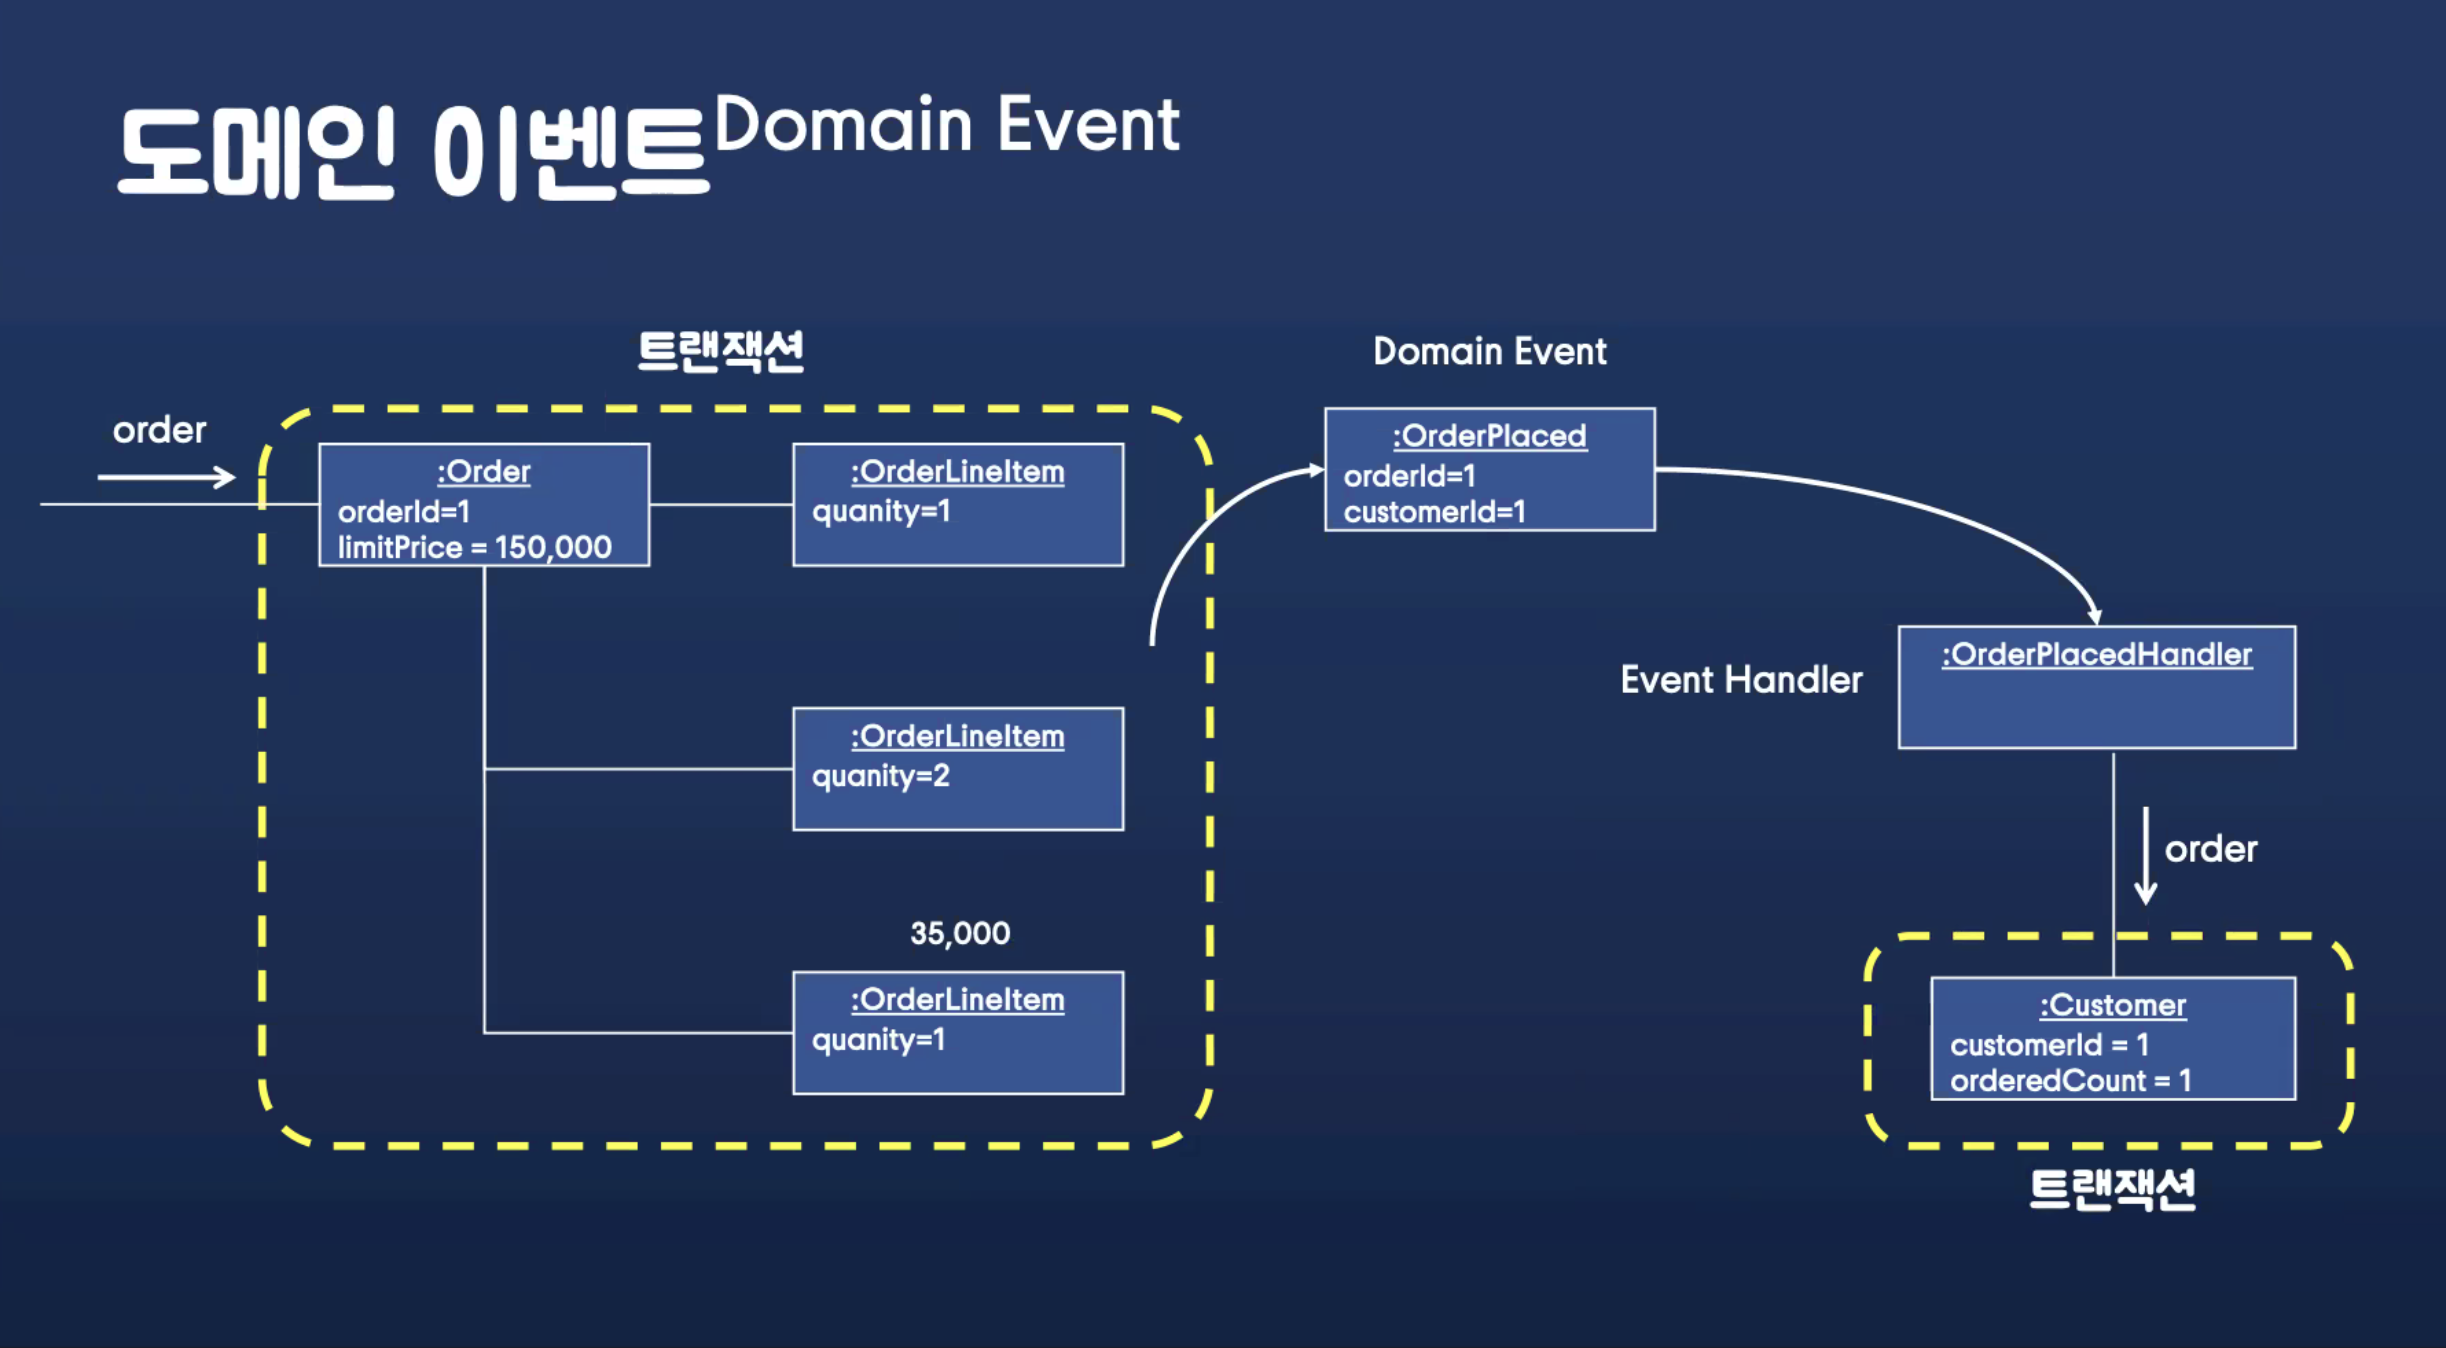 도메인 이벤트Domain Event
트랜잭션
order
:Order
orderId=1
limitPrice = 150,000
:OrderLineItem
quanity=1
:OrderLineItem
quanity=2
35,000
:OrderLineItem
quanity=1
Domain Event
:OrderPlaced
orderId=1
customerId=1
Event Handler
:OrderPlacedHandler
order
:Customer
customerId = 1
orderedCount = 1
트랜잭션